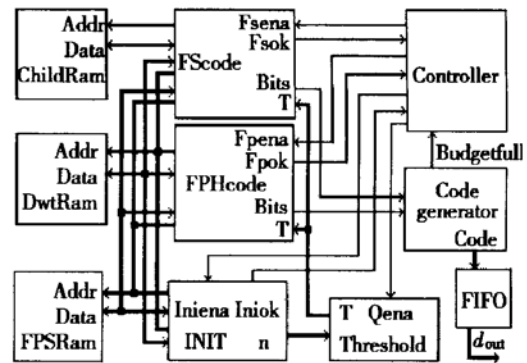 Addr
Data
ChildRam
Fsena
Fsok
FScode
Bits
T
Controller
Addr
Data
DwtRam
Fpena
Fpok
FPHcode
Bits
T
Budgetfull
Code
generator
Code
Addr
Data
FPSRam
Iniena Iniok
INIT n
T Qena
Threshold
FIFO
dout